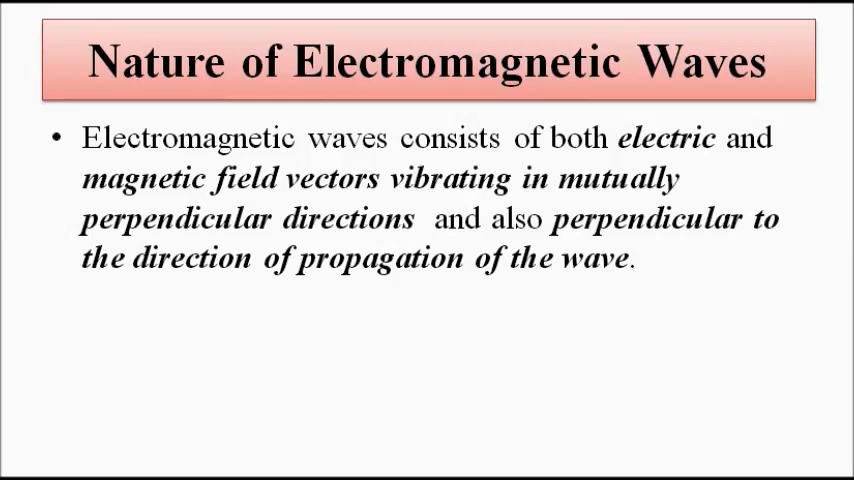 Nature of Electromagnetic Waves
• Electromagnetic waves consists of both electric and
magnetic field vectors vibrating in mutually
perpendicular directions and also perpendicular to
the direction of propagation of the wave.